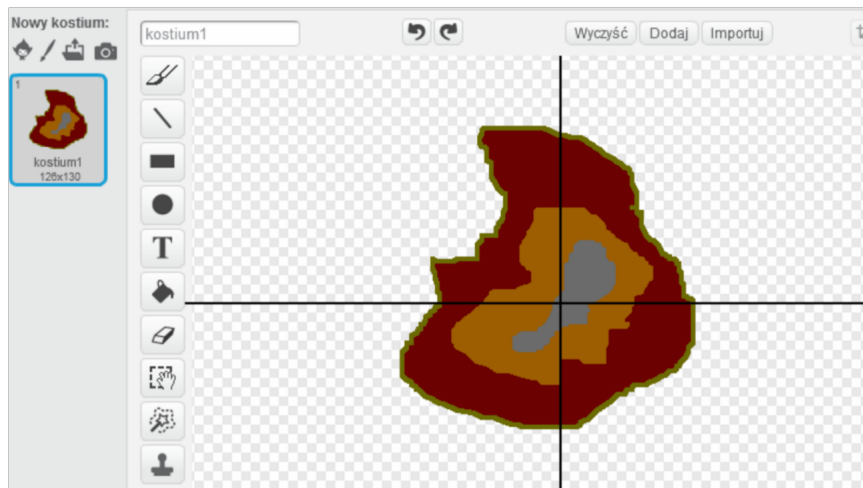 Nowy kostium:
kostium1
Wyczyść Dodaj Importuj
1
kostium1
126x130
T